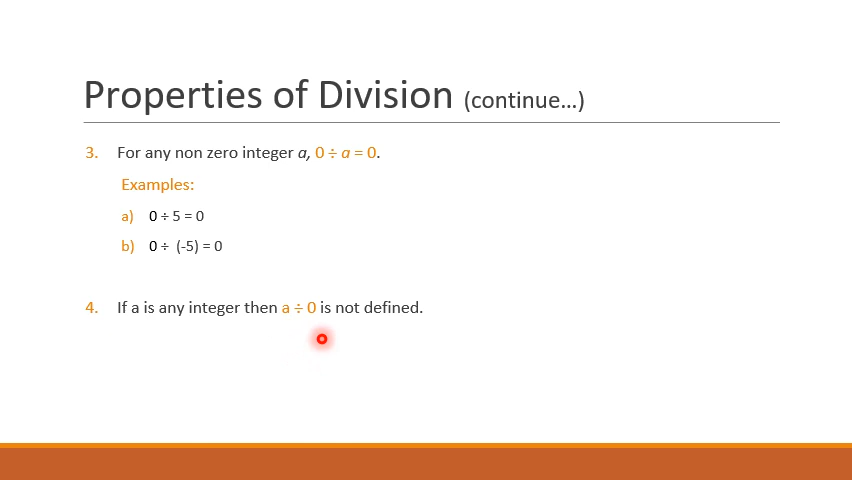 Properties of Division (continue…)
3. For any non zero integer a, 0 ÷ a = 0.
Examples:
a) 0 ÷ 5 = 0
b) 0 ÷ (-5) = 0
4. If a is any integer then a ÷ 0 is not defined.